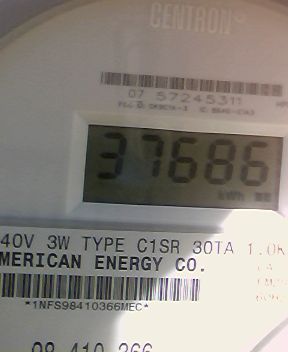 CENTRON®
07 57245311
37686
kWh
40V 3W TYPE C1SR 30TA 1.0K
MERICAN ENERGY CO.
*1NFS98410366MEC*
98 410 366